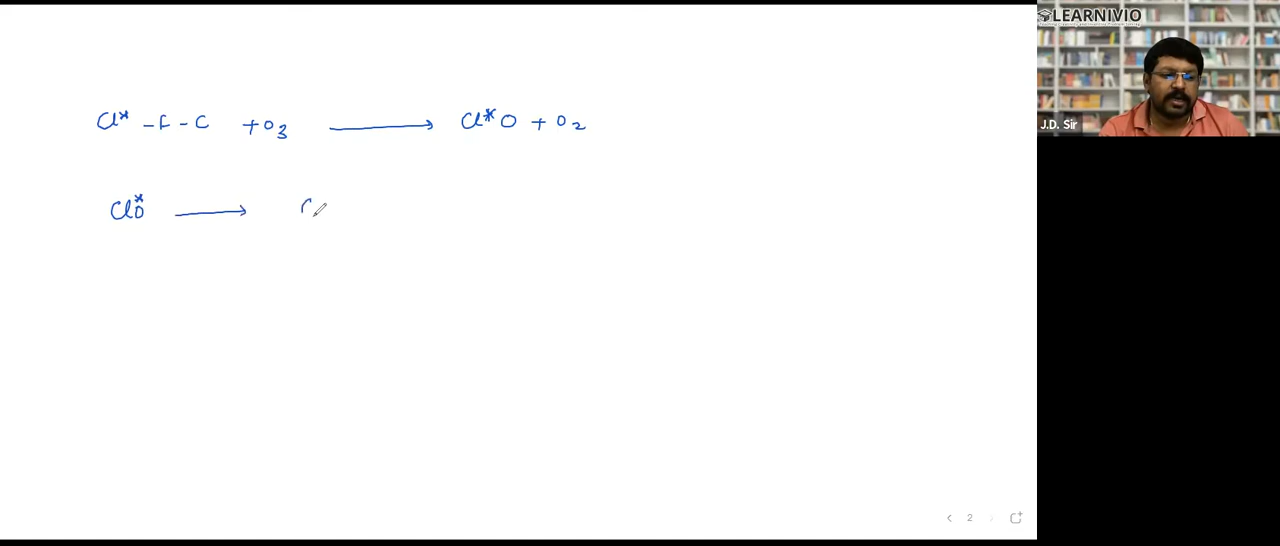 Cl* - F - C + O3 → Cl*O + O2
ClO* →
LEARNIVIO
J.D. Sir
2